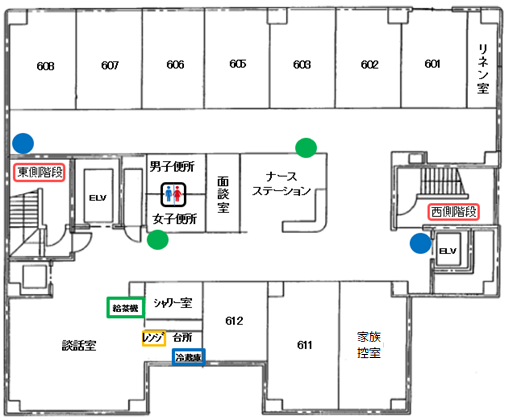 608
607
606
605
603
602
601
リネン室
東側階段
ELV
男子便所
女子便所
面談室
ナース
ステーション
西側階段
ELV
給茶機
シャワー室
談話室
レンジ
台所
冷蔵庫
612
611
家族
控室